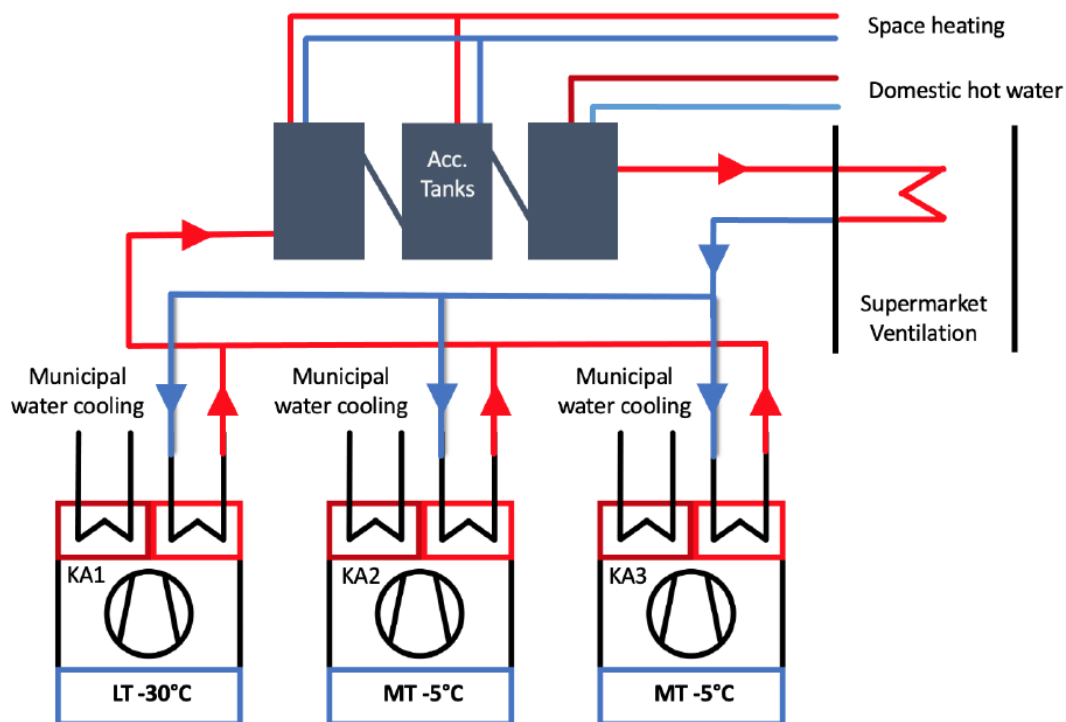 Space heating
Domestic hot water
Acc.
Tanks
Supermarket
Ventilation
Municipal
water cooling
Municipal
water cooling
Municipal
water cooling
KA1
KA2
KA3
LT -30°C
MT -5°C
MT -5°C